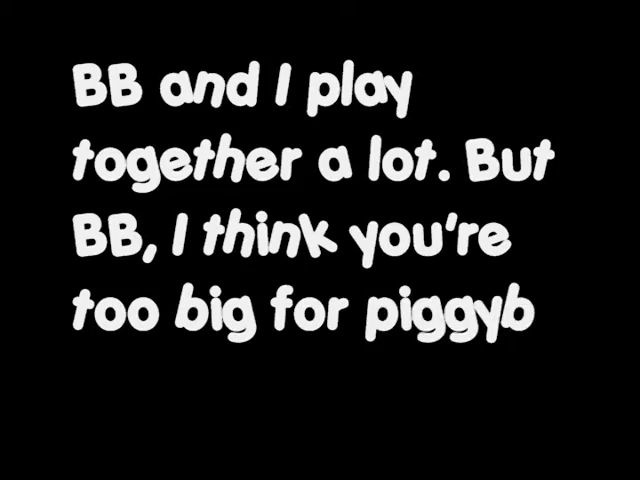 BB and I play
together a lot. But
BB, I think you're
too big for piggyb